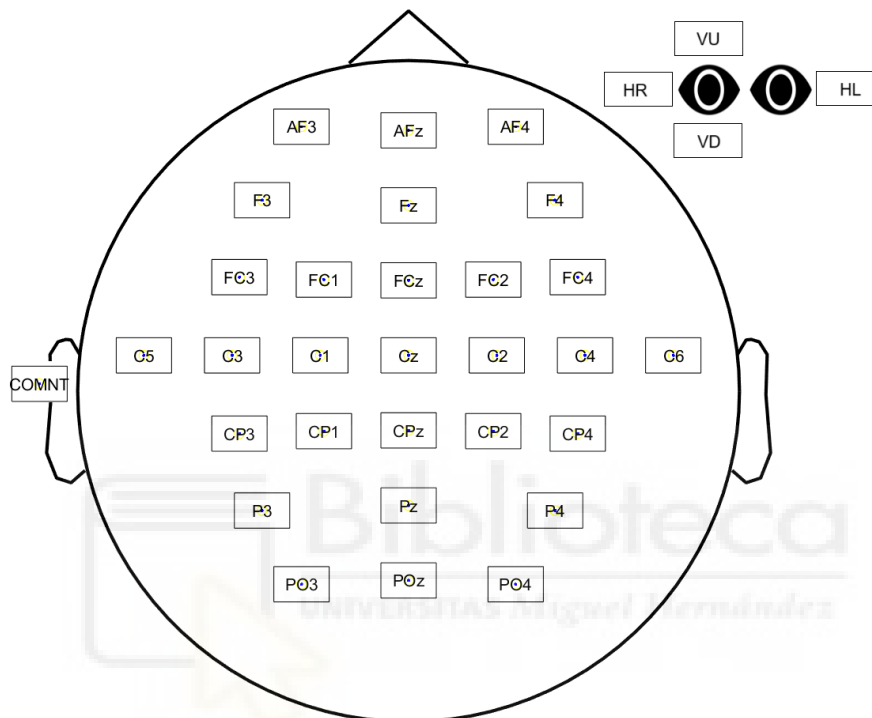 VU
HR HL
VD
AF3 AFz AF4
F3 Fz F4
FC3 FC1 FCz FC2 FC4
C5 C3 C1 Cz C2 C4 C6
COMNT
CP3 CP1 CPz CP2 CP4
Biblioteca
P3 Pz P4
PO3 POz PO4
UNIVERSITAS Miguel Hernández